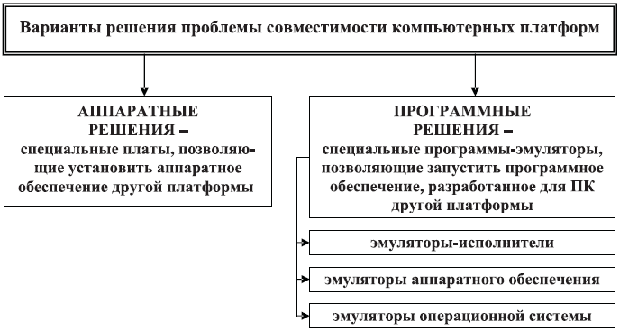 Варианты решения проблемы совместимости компьютерных платформ
АППАРАТНЫЕ
РЕШЕНИЯ –
специальные платы, позволяю-
щие установить аппаратное
обеспечение другой платформы
ПРОГРАММНЫЕ
РЕШЕНИЯ –
специальные программы-эмуляторы,
позволяющие запустить программное
обеспечение, разработанное для ПК
другой платформы
эмуляторы-исполнители
эмуляторы аппаратного обеспечения
эмуляторы операционной системы